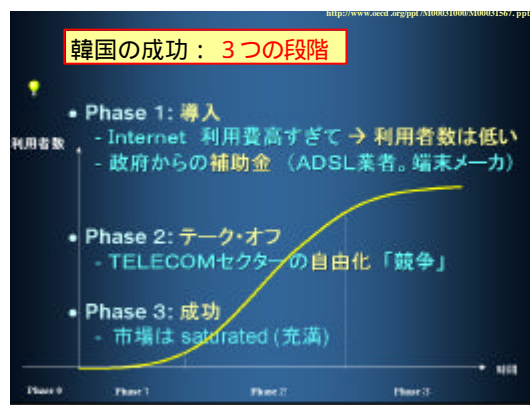 http://www.oecd.org/ppt/M00031000/M00031567.ppt
韓国の成功： ３つの段階
• Phase 1: 導入
- Internet 利用費高すぎて → 利用者数は低い
利用者数
- 政府からの補助金 （ADSL業者。端末メーカ）
• Phase 2: テーク・オフ
- TELECOMセクターの自由化 「競争」
• Phase 3: 成功
- 市場は saturated (充満)
時間
Phase 0 Phase 1 Phase 2 Phase 3